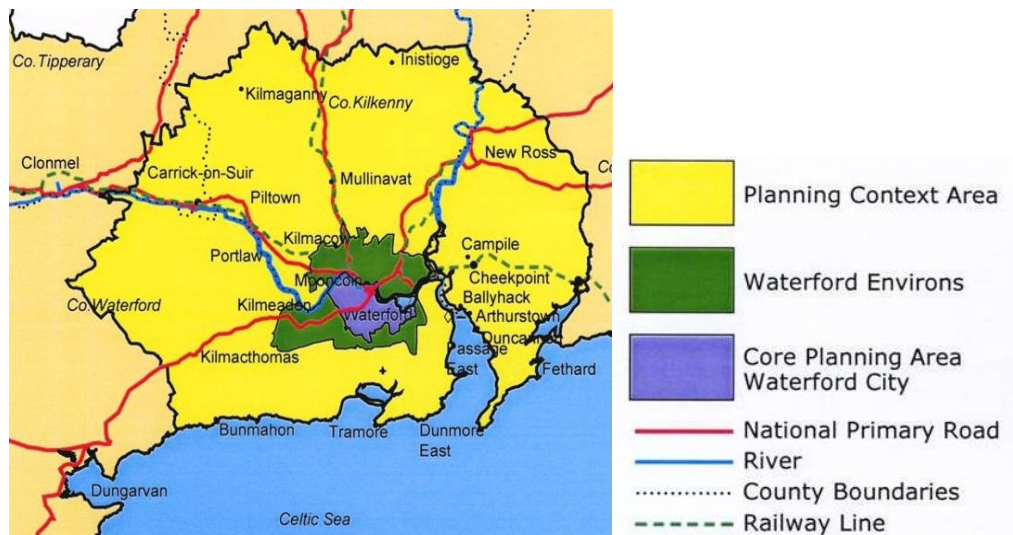 Inistioge
Co.Tipperary
Kilmaganny
Co.Kilkenny
New Ross
Clonmel
Carrick-on-Suir
Mullinavat
Piltown
Kilmacow
Campile
Portlaw
Mooncoin
Cheekpoint
Co.Waterford
Kilmeaden
Ballyhack
Waterford
Arthurstown
Duncannon
Kilmacthomas
Passage
East
Fethard
Bunmahon
Tramore
Dunmore
East
Dungarvan
Celtic Sea
Planning Context Area
Waterford Environs
Core Planning Area
Waterford City
National Primary Road
River
County Boundaries
Railway Line